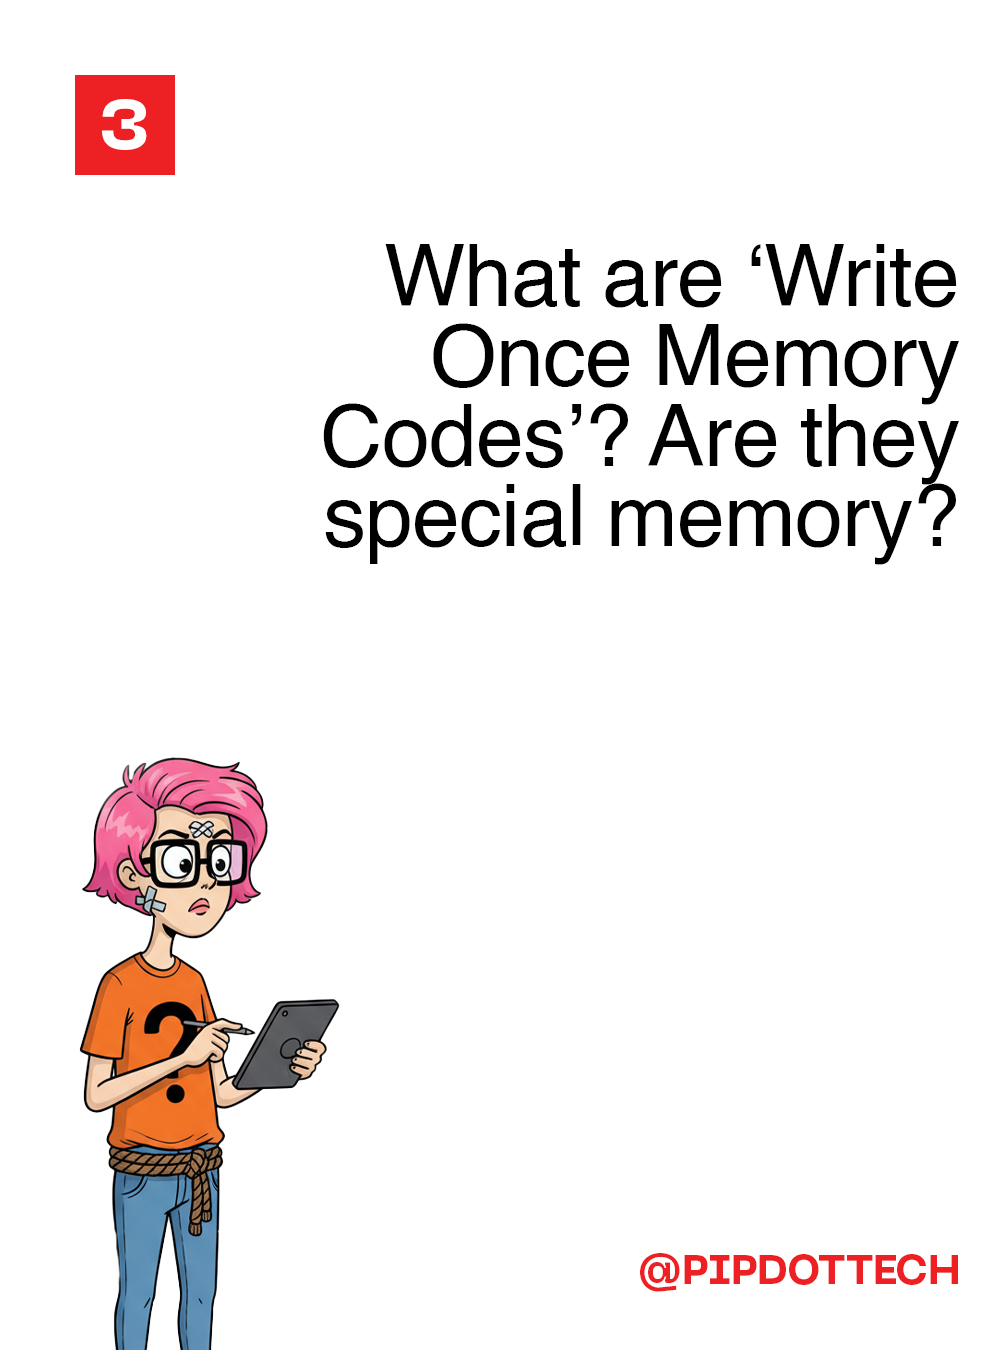 3
What are ‘Write
Once Memory
Codes’? Are they
special memory?
?
@PIPDOTTECH